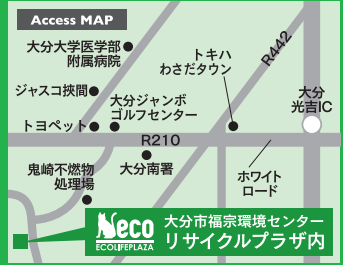 Access MAP
大分大学医学部
附属病院
トキハ
わさだタウン
R442
ジャスコ挾間
大分ジャンボ
ゴルフセンター
大分
光吉IC
トヨペット
R210
鬼崎不燃物
処理場
大分南署
ホワイト
ロード
eco
ECOLIFEPLAZA
大分市福宗環境センター
リサイクルプラザ内